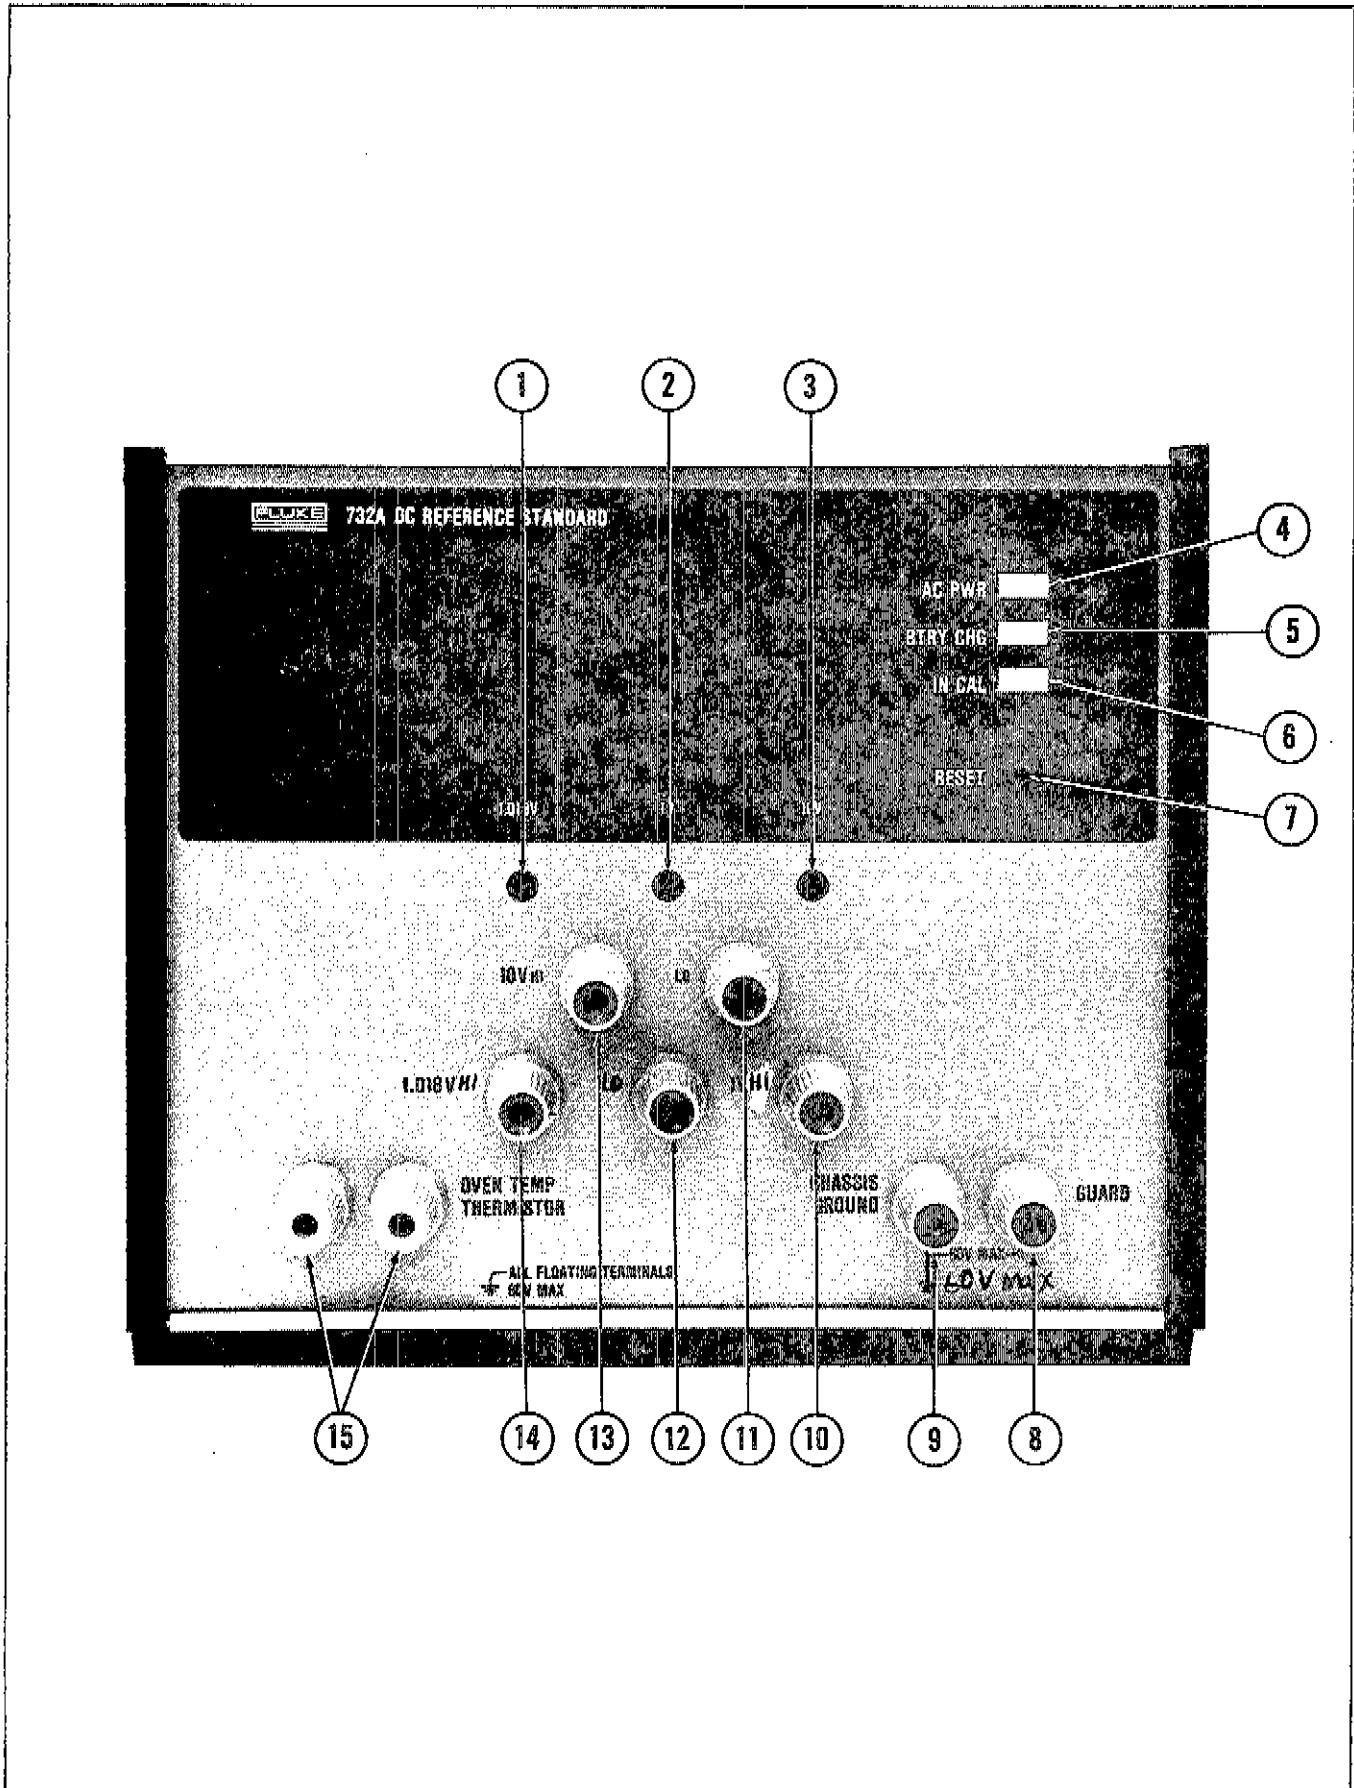 1 2 3
FLUKE 732A DC REFERENCE STANDARD
4
AC PWR
5
BTRY CHG
IN CAL
6
RESET
7
1.018V
10V HI LO
1.018V HI LO HI
OVEN TEMP
THERMISTOR
CHASSIS
GROUND
GUARD
ALL FLOATING TERMINALS
60V MAX
60V MAX
15 14 13 12 11 10 9 8